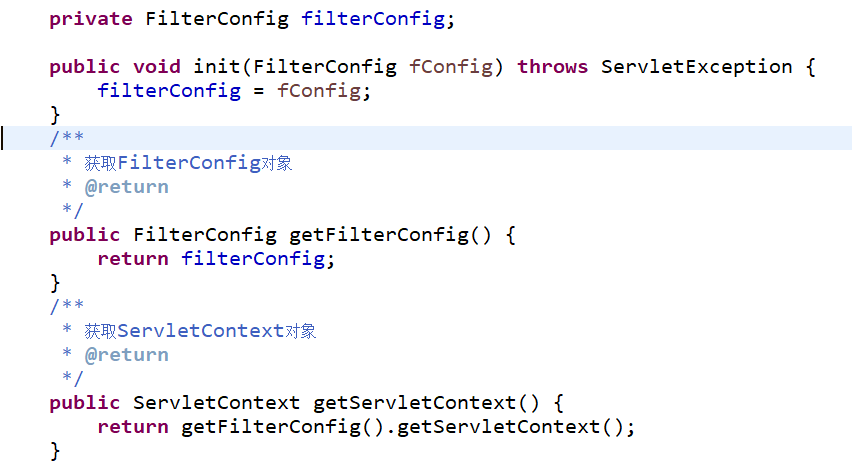 private FilterConfig filterConfig;
public void init(FilterConfig fConfig) throws ServletException {
filterConfig = fConfig;
}
/**
* 获取FilterConfig对象
* @return
*/
public FilterConfig getFilterConfig() {
return filterConfig;
}
/**
* 获取ServletContext对象
* @return
*/
public ServletContext getServletContext() {
return getFilterConfig().getServletContext();
}